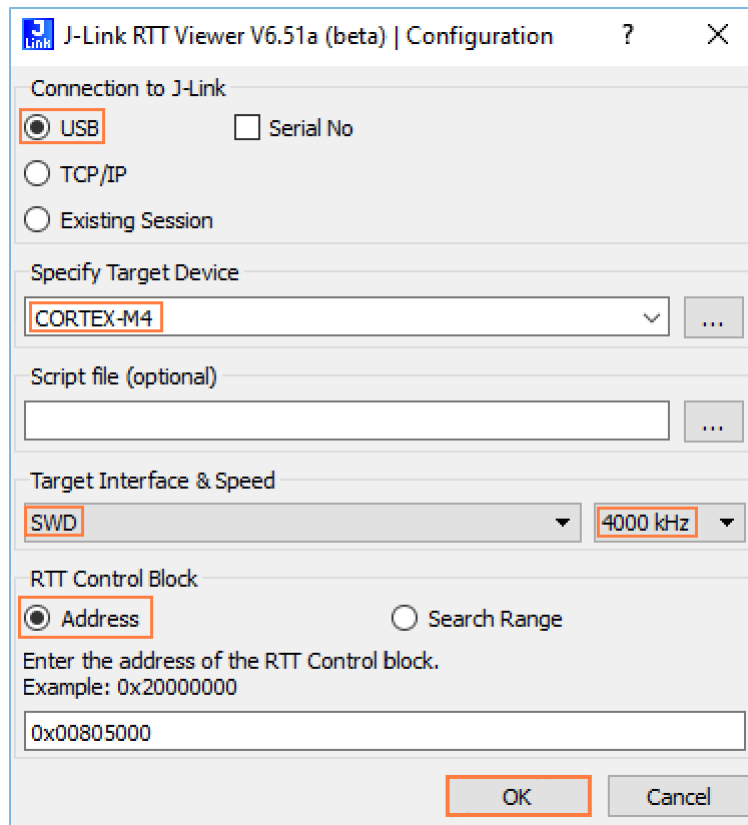 J-Link RTT Viewer V6.51a (beta) | Configuration ? X
Connection to J-Link
USB Serial No
TCP/IP
Existing Session
Specify Target Device
CORTEX-M4 ...
Script file (optional)
...
Target Interface & Speed
SWD 4000 kHz
RTT Control Block
Address Search Range
Enter the address of the RTT Control block.
Example: 0x20000000
0x00805000
OK Cancel